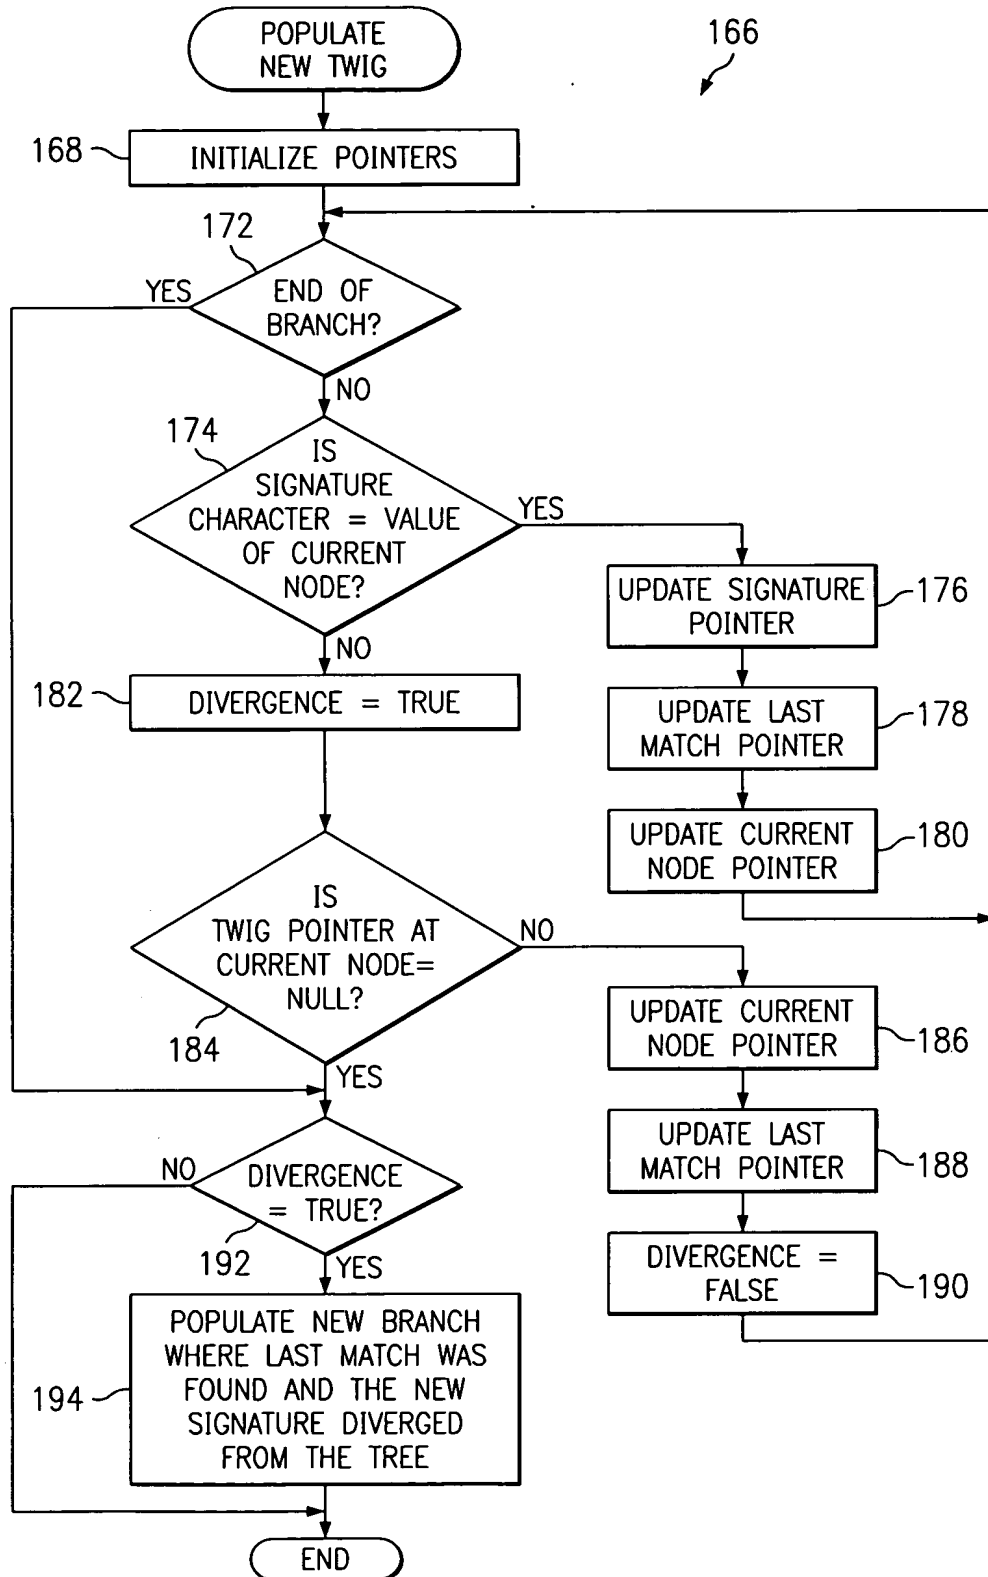 POPULATE
NEW TWIG
166
168
INITIALIZE POINTERS
172
YES
END OF
BRANCH?
NO
174
IS
SIGNATURE
CHARACTER = VALUE
OF CURRENT
NODE?
YES
UPDATE SIGNATURE
POINTER
176
NO
182
DIVERGENCE = TRUE
UPDATE LAST
MATCH POINTER
178
UPDATE CURRENT
NODE POINTER
180
IS
TWIG POINTER AT
CURRENT NODE=
NULL?
NO
184
YES
UPDATE CURRENT
NODE POINTER
186
UPDATE LAST
MATCH POINTER
188
NO
DIVERGENCE
= TRUE?
192
YES
DIVERGENCE =
FALSE
190
194
POPULATE NEW BRANCH
WHERE LAST MATCH WAS
FOUND AND THE NEW
SIGNATURE DIVERGED
FROM THE TREE
END